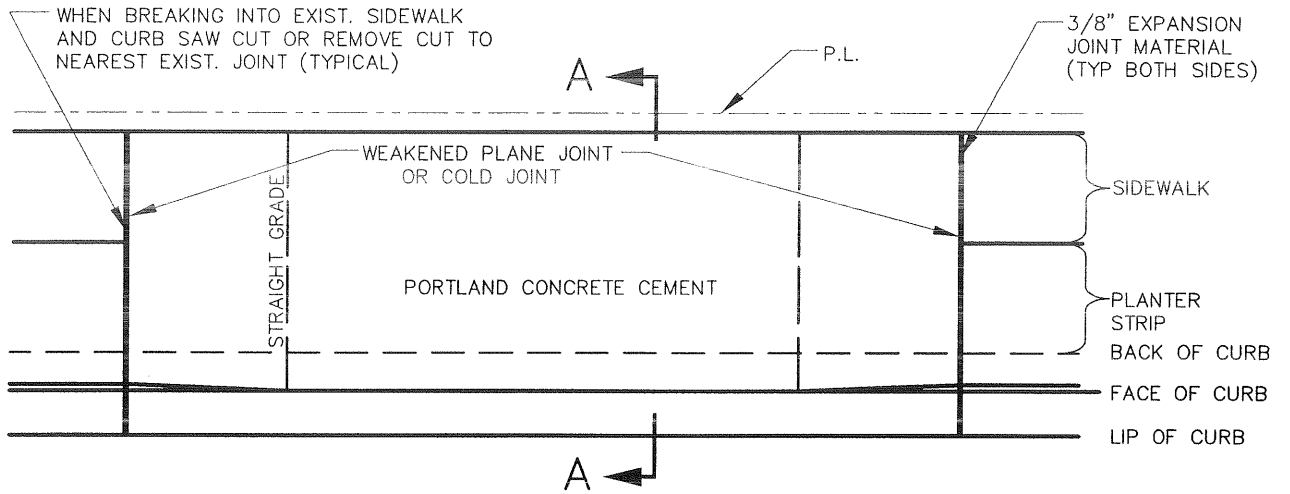 WHEN BREAKING INTO EXIST. SIDEWALK
AND CURB SAW CUT OR REMOVE CUT TO
NEAREST EXIST. JOINT (TYPICAL)
A
P.L.
3/8" EXPANSION
JOINT MATERIAL
(TYP BOTH SIDES)
WEAKENED PLANE JOINT
OR COLD JOINT
STRAIGHT GRADE
SIDEWALK
PORTLAND CONCRETE CEMENT
PLANTER
STRIP
BACK OF CURB
FACE OF CURB
LIP OF CURB
A